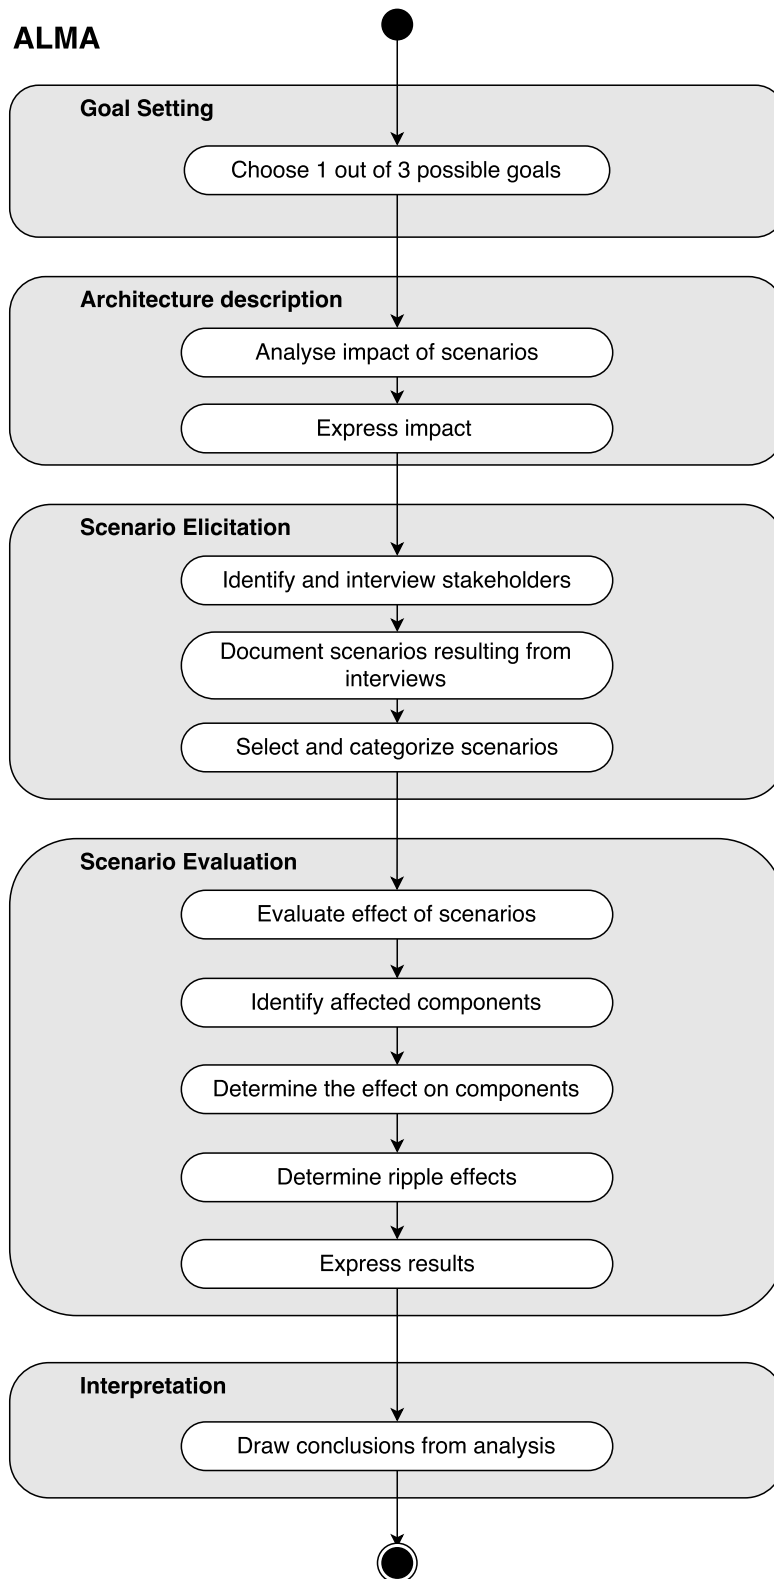 ALMA
Goal Setting
Choose 1 out of 3 possible goals
Architecture description
Analyse impact of scenarios
Express impact
Scenario Elicitation
Identify and interview stakeholders
Document scenarios resulting from
interviews
Select and categorize scenarios
Scenario Evaluation
Evaluate effect of scenarios
Identify affected components
Determine the effect on components
Determine ripple effects
Express results
Interpretation
Draw conclusions from analysis